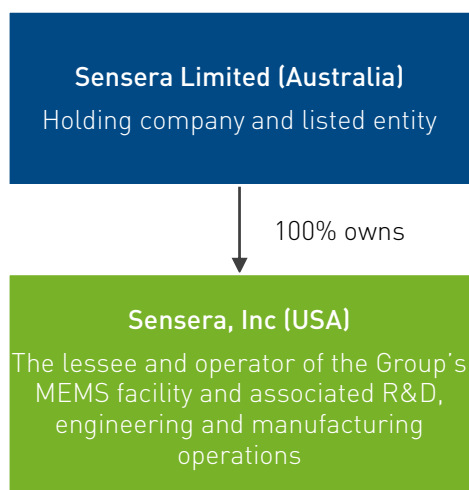 Sensera Limited (Australia)
Holding company and listed entity
100% owns
Sensera, Inc (USA)
The lessee and operator of the Group’s
MEMS facility and associated R&D,
engineering and manufacturing
operations